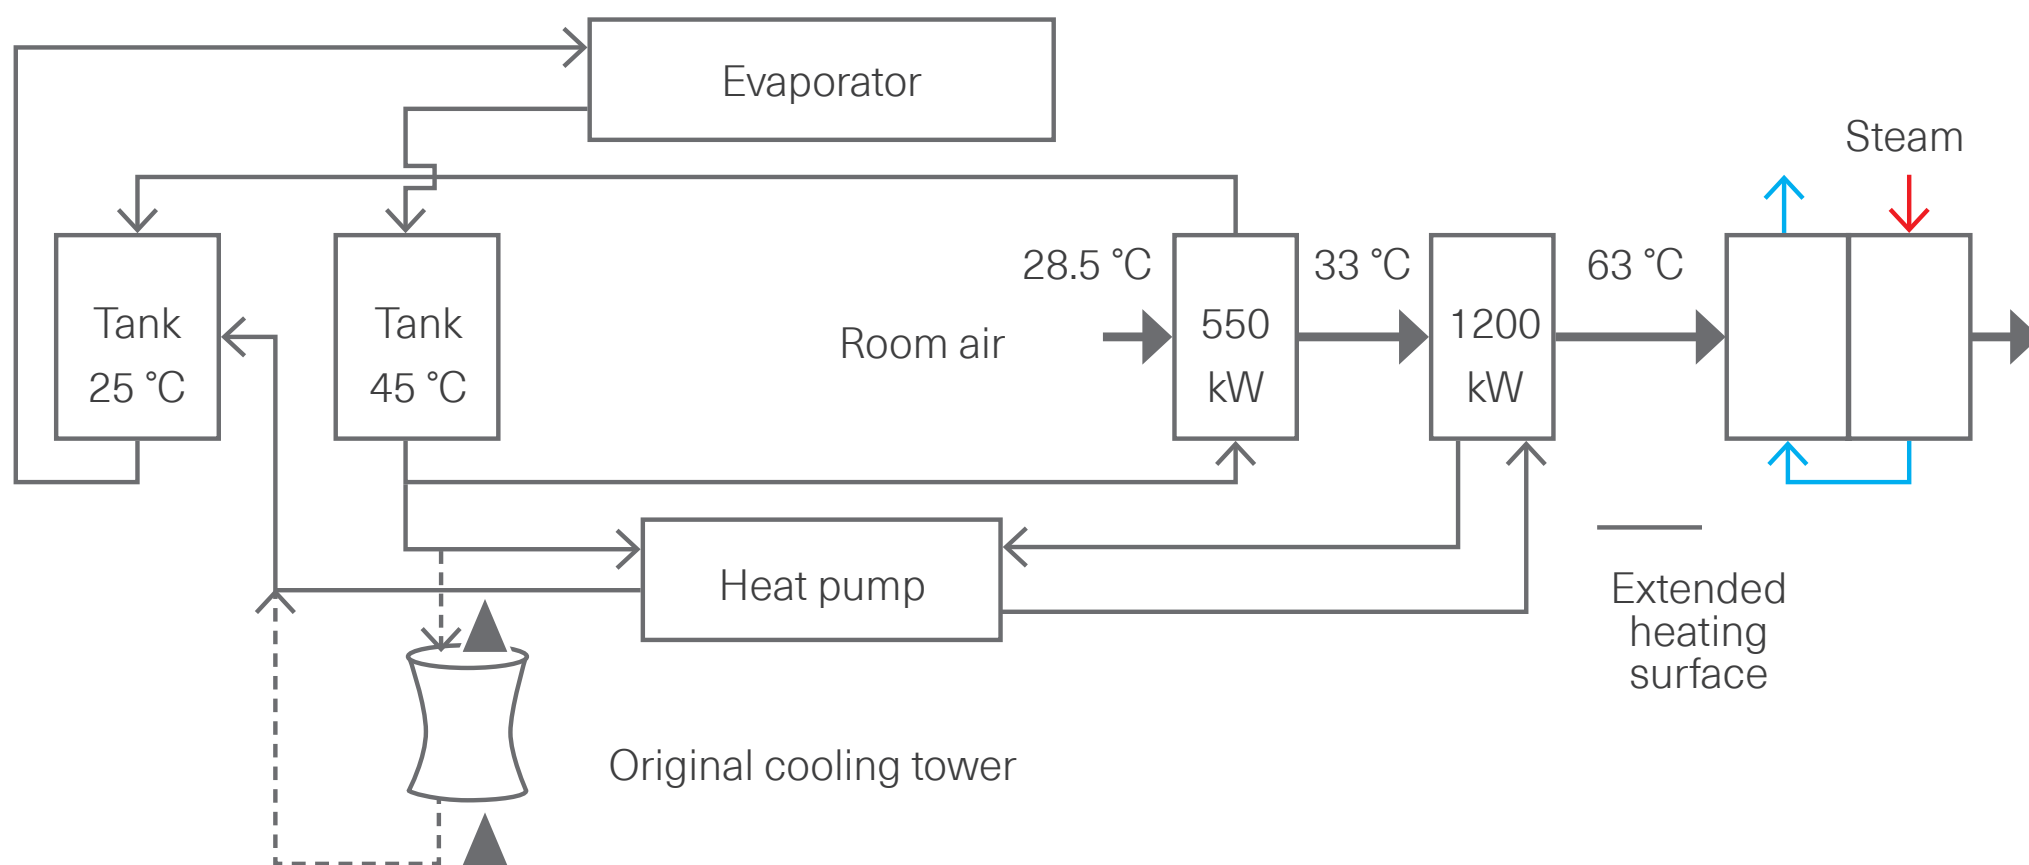 Evaporator
Steam
28.5 °C
33 °C
63 °C
Tank
25 °C
Tank
45 °C
Room air
550
kW
1200
kW
Heat pump
Extended
heating
surface
Original cooling tower